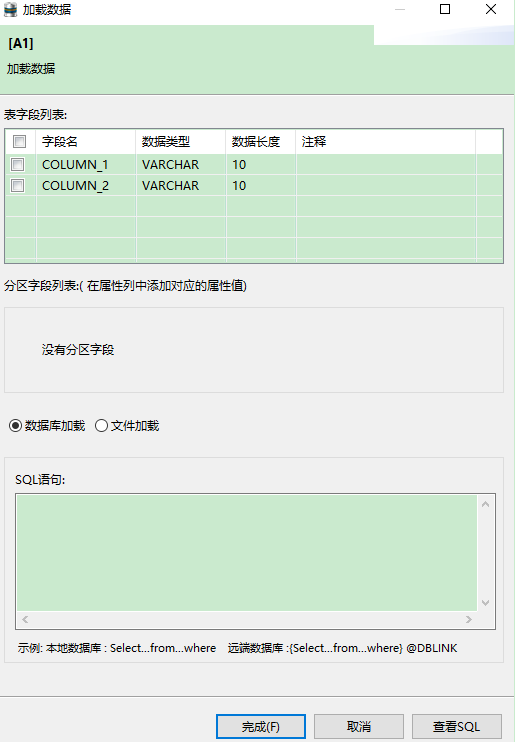 加载数据
[A1]
加载数据
表字段列表:
字段名 数据类型 数据长度 注释
COLUMN_1 VARCHAR 10
COLUMN_2 VARCHAR 10
分区字段列表:( 在属性列中添加对应的属性值)
没有分区字段
数据库加载 文件加载
SQL语句:
示例: 本地数据库 : Select...from...where 远端数据库 :{Select...from...where} @DBLINK
完成(F) 取消 查看SQL